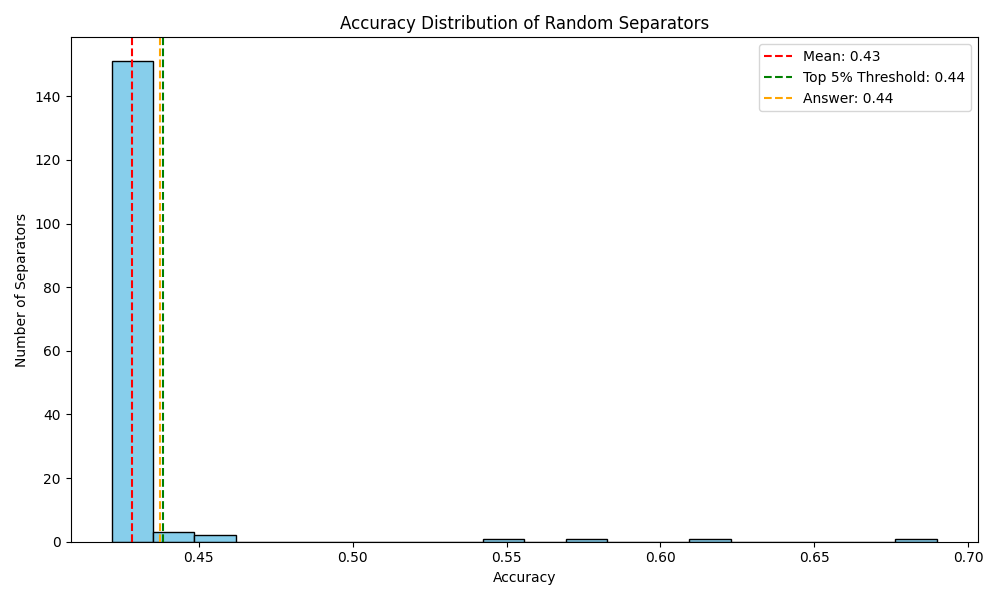 Accuracy Distribution of Random Separators
Mean: 0.43
Top 5% Threshold: 0.44
Answer: 0.44
Number of Separators
140
120
100
80
60
40
20
0
0.45
0.50
0.55
0.60
0.65
0.70
Accuracy